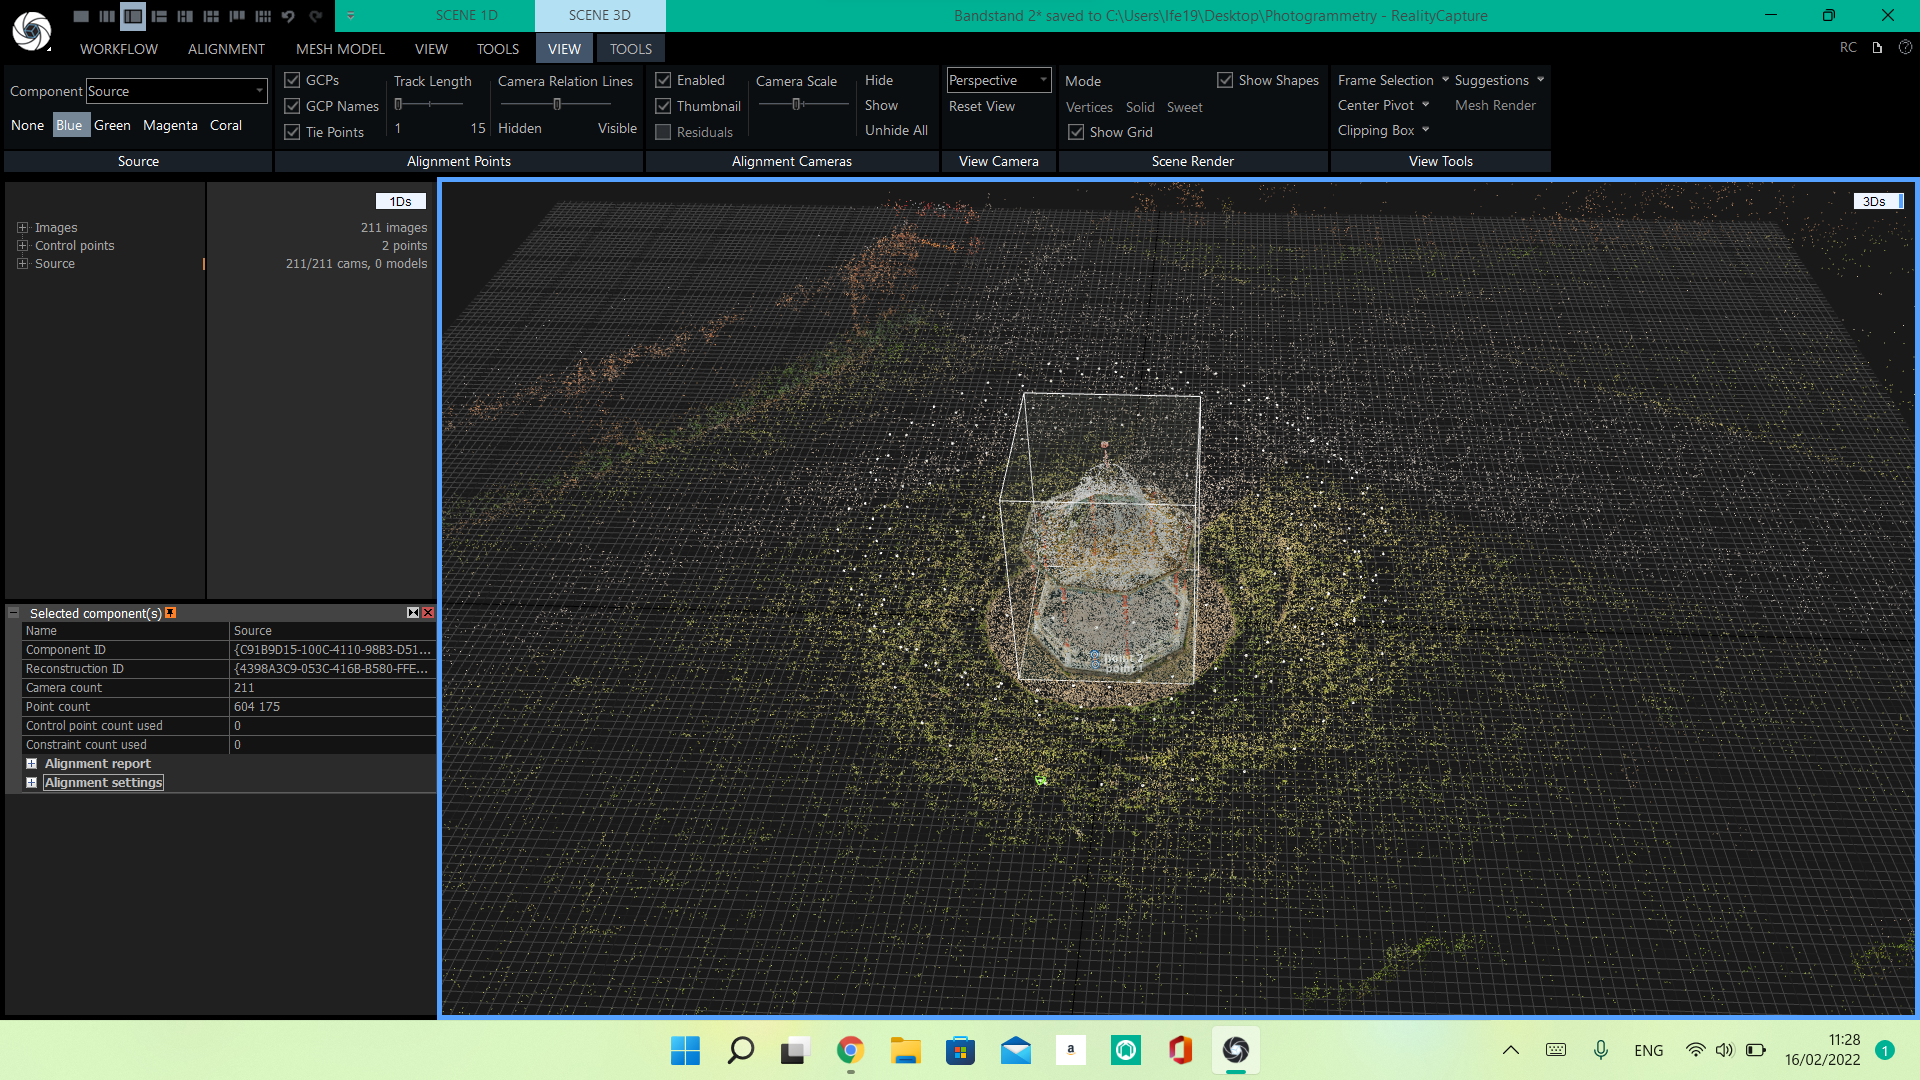 SCENE 1D
SCENE 3D
Bandstand 2* saved to C:\Users\Ife19\Desktop\Photogrammetry - RealityCapture
WORKFLOW
ALIGNMENT
MESH MODEL
VIEW
TOOLS
VIEW
TOOLS
RC
Component Source
None Blue Green Magenta Coral
Source
GCPs
GCP Names
Tie Points
Track Length
1 15
Camera Relation Lines
Hidden Visible
Alignment Points
Enabled
Thumbnail
Residuals
Camera Scale
Hide
Show
Unhide All
Alignment Cameras
Perspective
Reset View
View Camera
Mode
Show Shapes
Vertices Solid Sweet
Show Grid
Scene Render
Frame Selection
Suggestions
Center Pivot
Mesh Render
Clipping Box
View Tools
1Ds
Images 211 images
Control points 2 points
Source 211/211 cams, 0 models
3Ds
point 2
point 1
Selected component(s)
Name Source
Component ID {C91B9D15-100C-4110-98B3-D51...
Reconstruction ID {4398A3C9-053C-416B-B580-FFE...
Camera count 211
Point count 604 175
Control point count used 0
Constraint count used 0
Alignment report
Alignment settings
a
ENG
11:28
16/02/2022
1